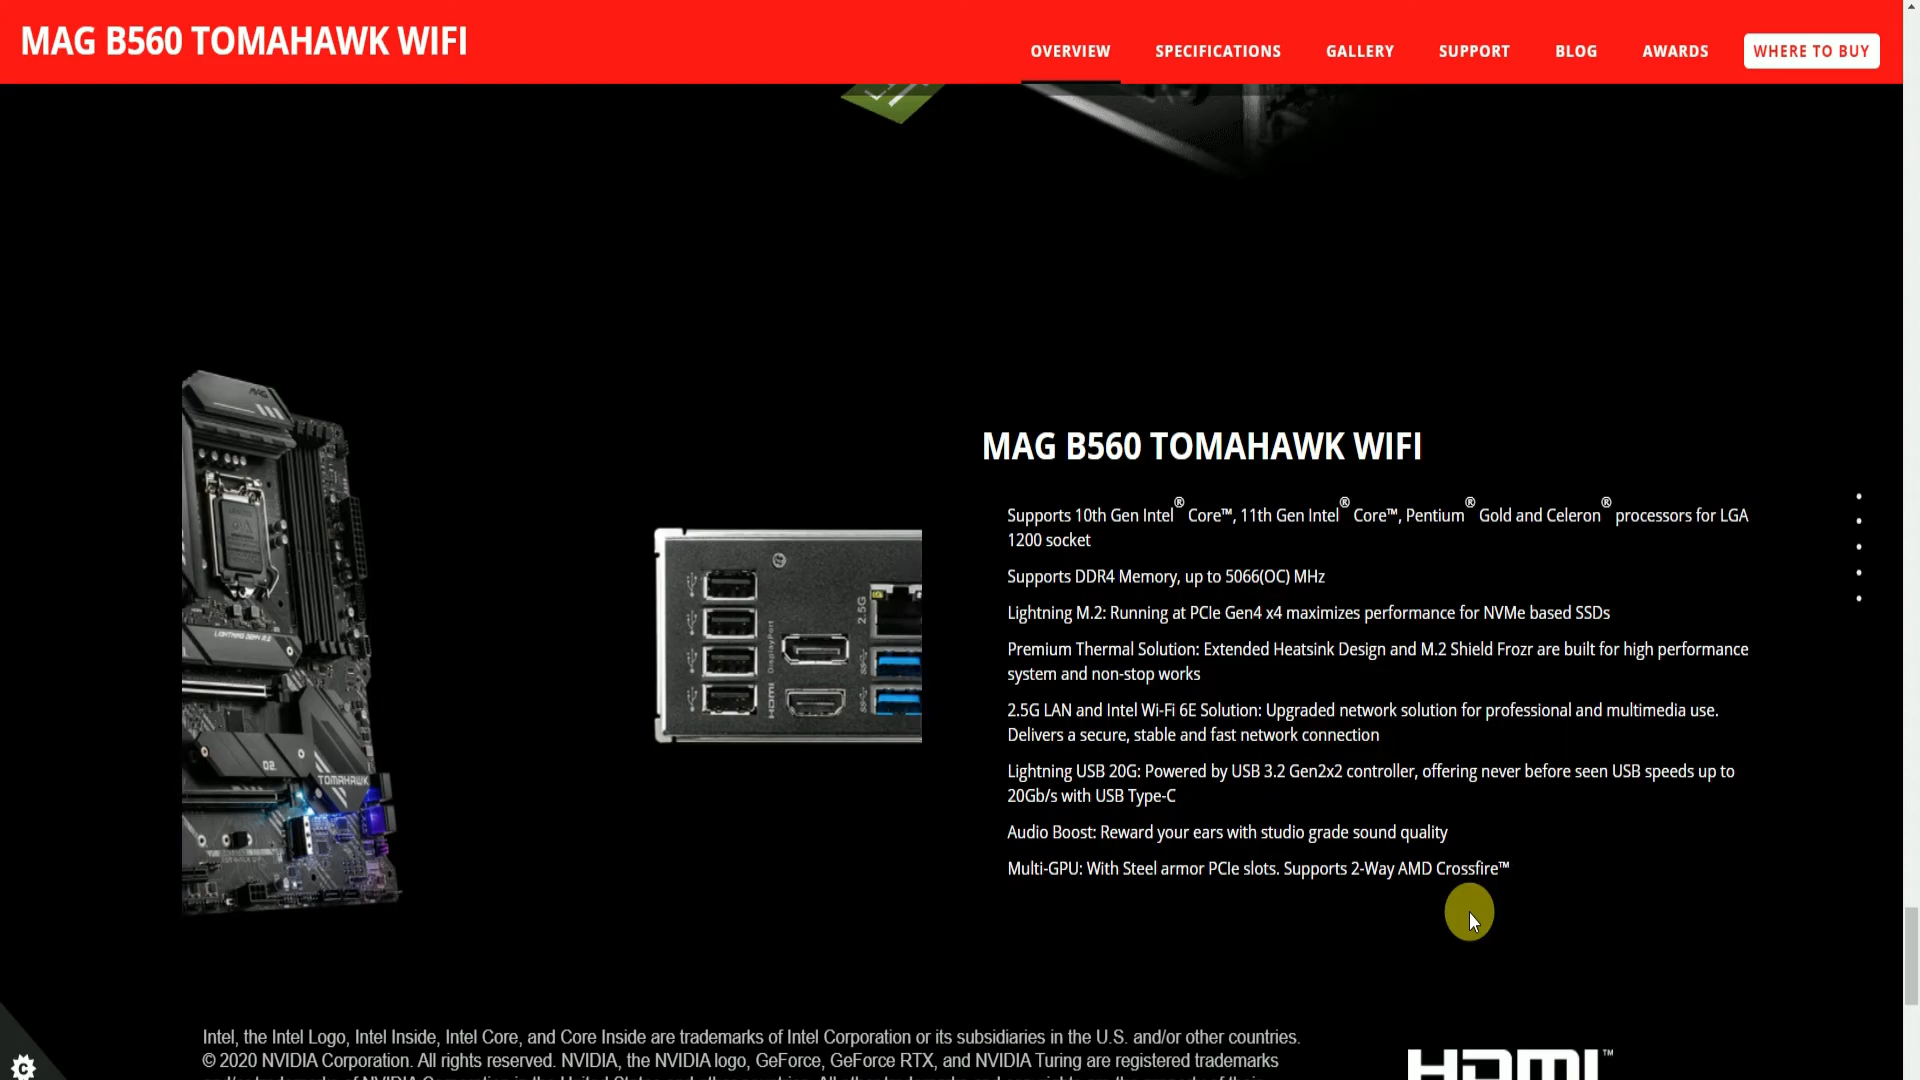 MAG B560 TOMAHAWK WIFI
OVERVIEW
SPECIFICATIONS
GALLERY
SUPPORT
BLOG
AWARDS
WHERE TO BUY
MAG
LIGHTNING GEN4 M.2
TOMAHAWK
DisplayPort
HDMI
2.5G
MAG B560 TOMAHAWK WIFI
Supports 10th Gen Intel® Core™, 11th Gen Intel® Core™, Pentium® Gold and Celeron® processors for LGA
1200 socket
Supports DDR4 Memory, up to 5066(OC) MHz
Lightning M.2: Running at PCIe Gen4 x4 maximizes performance for NVMe based SSDs
Premium Thermal Solution: Extended Heatsink Design and M.2 Shield Frozr are built for high performance
system and non-stop works
2.5G LAN and Intel Wi-Fi 6E Solution: Upgraded network solution for professional and multimedia use.
Delivers a secure, stable and fast network connection
Lightning USB 20G: Powered by USB 3.2 Gen2x2 controller, offering never before seen USB speeds up to
20Gb/s with USB Type-C
Audio Boost: Reward your ears with studio grade sound quality
Multi-GPU: With Steel armor PCIe slots. Supports 2-Way AMD Crossfire™
Intel, the Intel Logo, Intel Inside, Intel Core, and Core Inside are trademarks of Intel Corporation or its subsidiaries in the U.S. and/or other countries.
© 2020 NVIDIA Corporation. All rights reserved. NVIDIA, the NVIDIA logo, GeForce, GeForce RTX, and NVIDIA Turing are registered trademarks
HDMI™